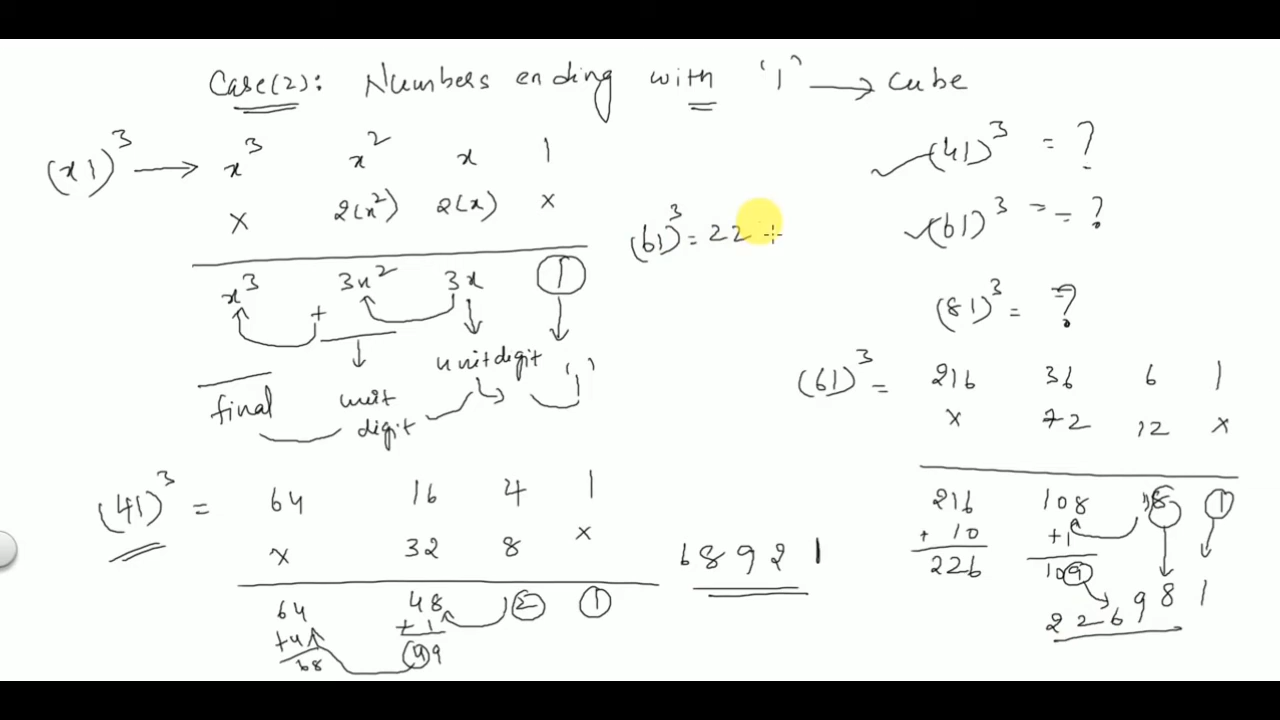 Case(2): Numbers ending with '1' → cube
(x1)³ → x³ x² x 1
× 2(x²) 2(x) ×
x³ 3x² 3x 1
+
unit digit '1'
final unit digit
(41)³ = ?
(61)³ = = ?
(81)³ = ?
(61)³ = 22
(61)³ = 216 36 6 1
× 72 12 ×
216 108 18 1
+ 10 +1
226 109
226981
(41)³ = 64 16 4 1
× 32 8 ×
64 48 2 1
+4 +1
68 49
68921